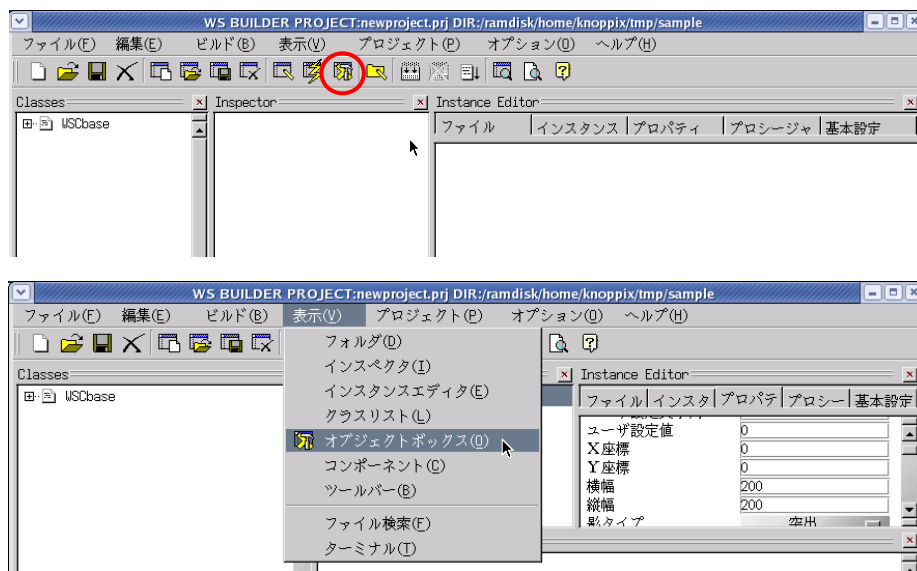 WS BUILDER PROJECT:newproject.prj DIR:/ramdisk/home/knoppix/tmp/sample
ファイル(F) 編集(E) ビルド(B) 表示(V) プロジェクト(P) オプション(O) ヘルプ(H)
Classes Inspector Instance Editor
WSCbase
ファイル インスタンス プロパティ プロシージャ 基本設定
WS BUILDER PROJECT:newproject.prj DIR:/ramdisk/home/knoppix/tmp/sample
ファイル(F) 編集(E) ビルド(B) 表示(V) プロジェクト(P) オプション(O) ヘルプ(H)
Classes Instance Editor
WSCbase
フォルダ(D)
インスペクタ(I)
インスタンスエディタ(E)
クラスリスト(L)
オブジェクトボックス(O)
コンポーネント(C)
ツールバー(B)
ファイル検索(F)
ターミナル(T)
ファイル インスタ プロパテ プロシー 基本設定
ユーザ設定値 0
X座標 0
Y座標 0
横幅 200
縦幅 200
影タイプ 突出